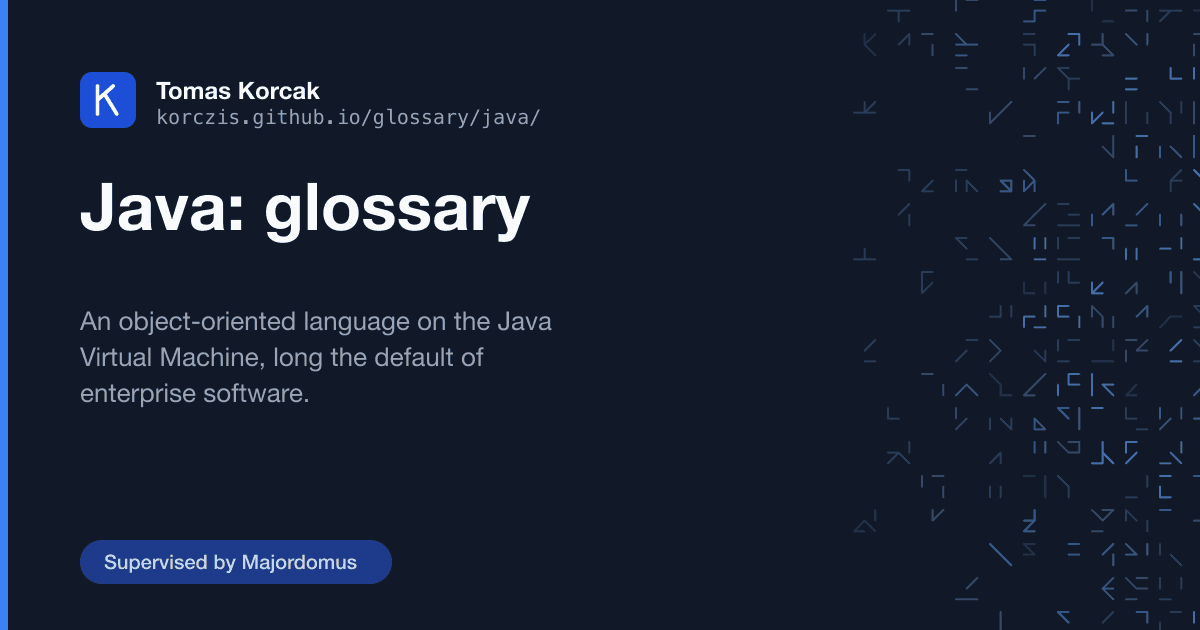 K
Tomas Korcak
korczis.github.io/glossary/java/
Java: glossary
An object-oriented language on the Java
Virtual Machine, long the default of
enterprise software.
Supervised by Majordomus